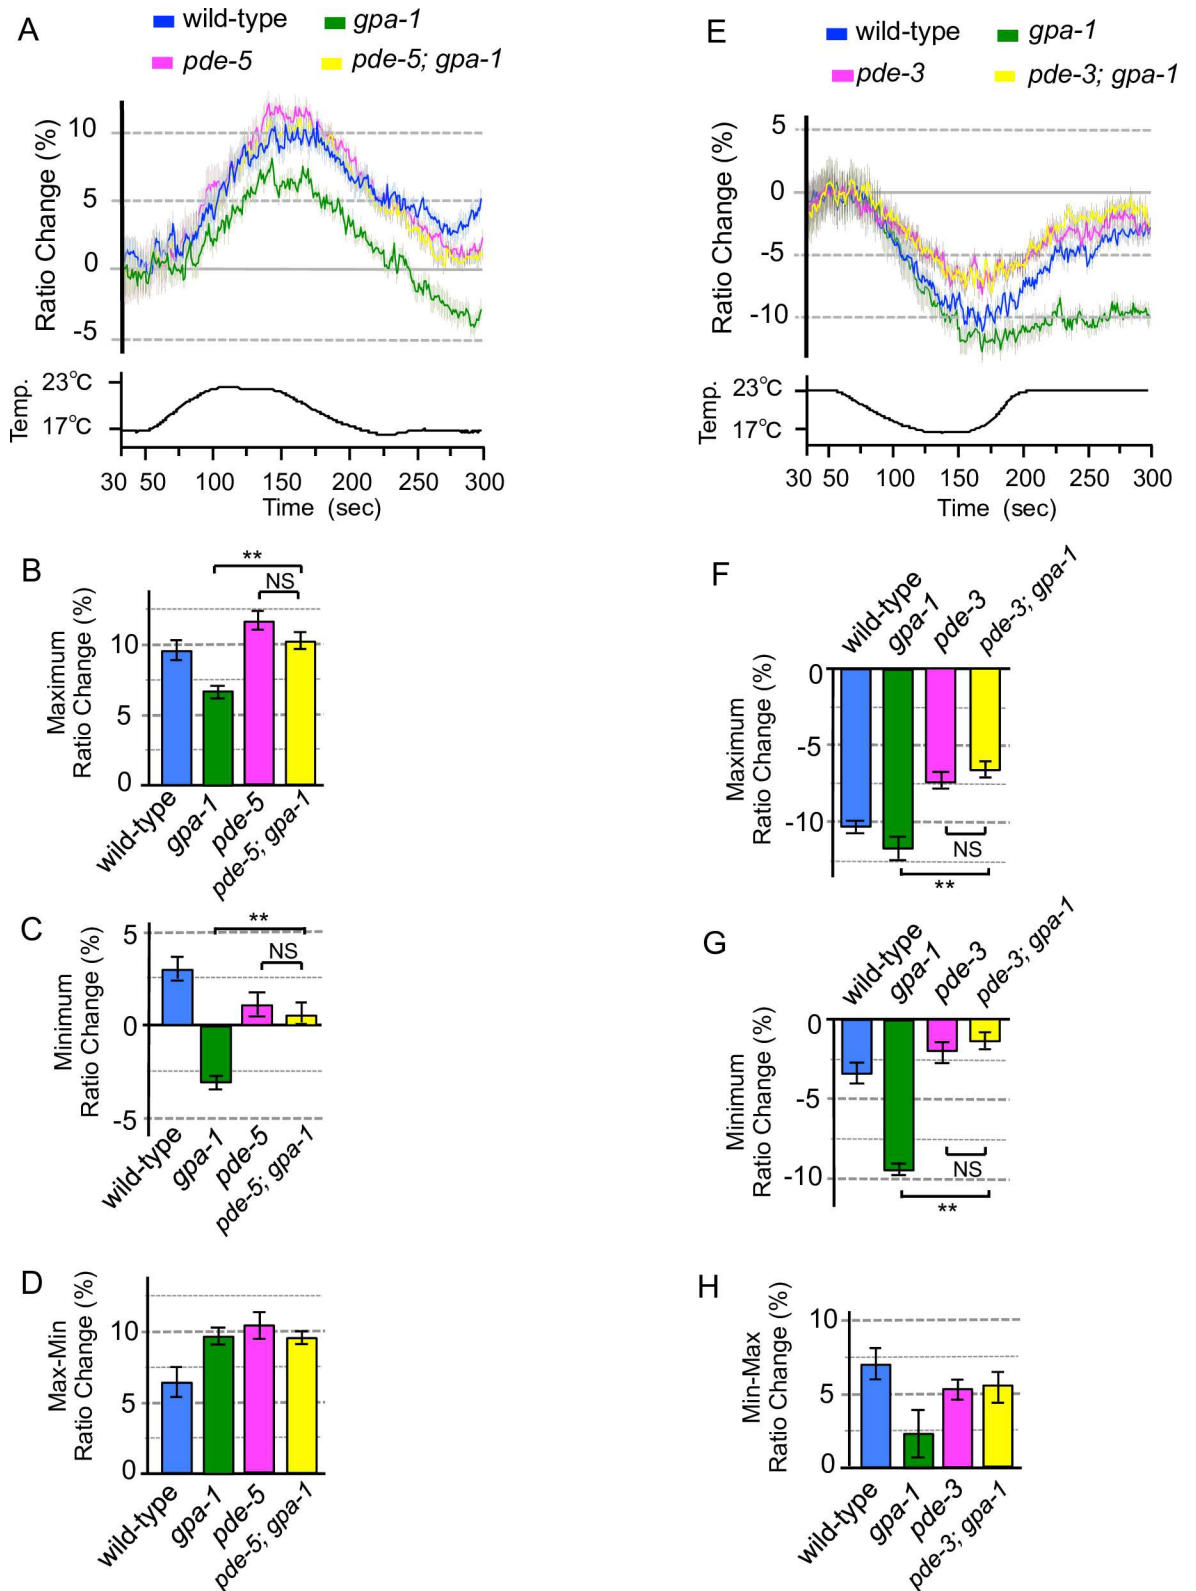 A
wild-type gpa-1
pde-5 pde-5; gpa-1
Ratio Change (%)
10
5
0
-5
Temp.
23°C
17°C
30 50 100 150 200 250 300
Time (sec)
B
Maximum
Ratio Change (%)
10
5
0
**
NS
wild-type
gpa-1
pde-5
pde-5; gpa-1
C
Minimum
Ratio Change (%)
5
0
-5
**
NS
wild-type
gpa-1
pde-5
pde-5; gpa-1
D
Max-Min
Ratio Change (%)
10
5
0
wild-type
gpa-1
pde-5
pde-5; gpa-1
E
wild-type gpa-1
pde-3 pde-3; gpa-1
Ratio Change (%)
5
0
-5
-10
Temp.
23°C
17°C
30 50 100 150 200 250 300
Time (sec)
F
wild-type
gpa-1
pde-3
pde-3; gpa-1
Maximum
Ratio Change (%)
0
-5
-10
NS
**
G
wild-type
gpa-1
pde-3
pde-3; gpa-1
Minimum
Ratio Change (%)
0
-5
-10
NS
**
H
Min-Max
Ratio Change (%)
10
5
0
wild-type
gpa-1
pde-3
pde-3; gpa-1